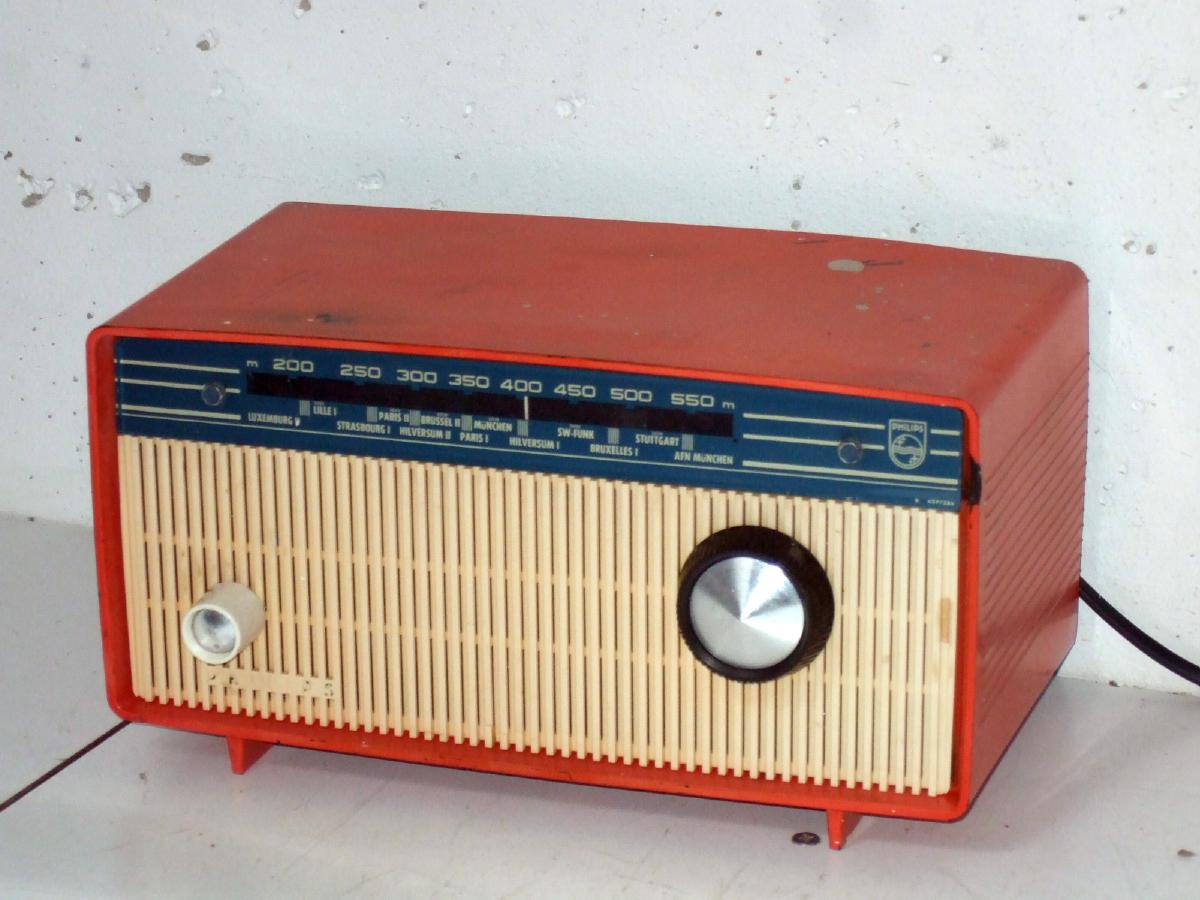 m 200 250 300 350 400 450 500 550 m
LILLE I PARIS II BRUSSEL II MÜNCHEN SW-FUNK STUTTGART
LUXEMBURG STRASBOURG I HILVERSUM II PARIS I HILVERSUM I BRUXELLES I AFN MÜNCHEN
PHILIPS